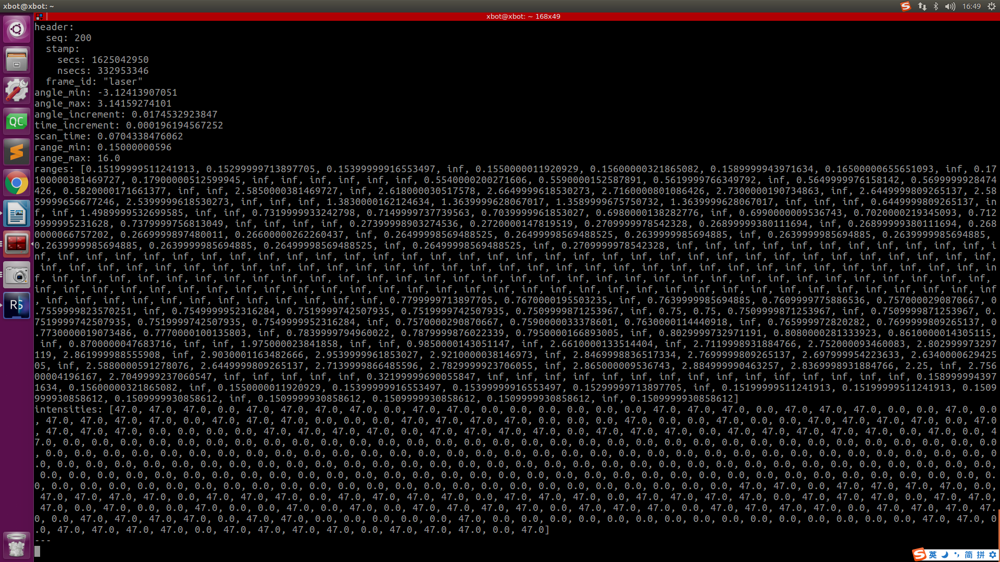 xbot@xbot: ~
16:49
xbot@xbot: ~ 168x49
header:
  seq: 200
  stamp:
    secs: 1625042950
    nsecs: 332953346
  frame_id: "laser"
angle_min: -3.12413907051
angle_max: 3.14159274101
angle_increment: 0.0174532923847
time_increment: 0.000196194567252
scan_time: 0.0704338476062
range_min: 0.15000000596
range_max: 16.0
ranges: [0.15199999511241913, 0.15299999713897705, 0.15399999916553497, inf, 0.1550000011920929, 0.15600000321865082, 0.1589999943971634, 0.16500000655651093, inf, 0.17
100000381469727, 0.17900000512599945, inf, inf, inf, inf, inf, 0.5540000200271606, 0.5590000152587891, 0.5619999766349792, inf, 0.5649999976158142, 0.5699999928474
426, 0.5820000171661377, inf, inf, 2.5850000381469727, inf, 2.618000030517578, 2.6649999618530273, 2.7160000801086426, 2.7300000190734863, inf, 2.6449999809265137, 2.58
59999656677246, 2.5399999618530273, inf, inf, inf, 1.3830000162124634, 1.3639999628067017, 1.3589999675750732, 1.3639999628067017, inf, inf, 0.6449999809265137, in
f, inf, 1.4989999532699585, inf, inf, 0.7319999933242798, 0.7149999737739563, 0.7039999961853027, 0.6980000138282776, inf, 0.6990000009536743, 0.7020000219345093, 0.712
9999995231628, 0.7379999756813049, inf, inf, inf, inf, 0.27399998903274536, 0.2720000147819519, 0.2709999978542328, 0.26899999380111694, inf, 0.26899999380111694, 0.268
0000066757202, 0.2669999897480011, 0.26600000262260437, inf, 0.26499998569488525, 0.26499998569488525, 0.2639999985694885, inf, 0.2639999985694885, 0.2639999985694885,
0.2639999985694885, 0.2639999985694885, 0.26499998569488525, inf, 0.26499998569488525, inf, 0.2709999978542328, inf, inf, inf, inf, inf, inf, inf, inf, inf, inf, inf, i
nf, inf, inf, inf, inf, inf, inf, inf, inf, inf, inf, inf, inf, inf, inf, inf, inf, inf, inf, inf, inf, inf, inf, inf, inf, inf, inf, inf, inf, inf, inf, inf, inf, inf,
 inf, inf, inf, inf, inf, inf, inf, inf, inf, inf, inf, inf, inf, inf, inf, inf, inf, inf, inf, inf, inf, inf, inf, inf, inf, inf, inf, inf, inf, inf, inf, inf, inf, in
f, inf, inf, inf, inf, inf, inf, inf, inf, inf, inf, inf, inf, inf, inf, inf, inf, inf, inf, inf, inf, inf, inf, inf, inf, inf, inf, inf, inf, inf, inf, inf, inf, inf,
inf, inf, inf, inf, inf, inf, inf, inf, inf, inf, inf, inf, inf, inf, inf, inf, inf, inf, inf, inf, inf, inf, inf, inf, inf, inf, inf, inf, inf, inf, inf, inf, inf, inf
, inf, inf, inf, inf, inf, inf, inf, inf, inf, inf, inf, inf, 0.7799999713897705, 0.7670000195503235, inf, 0.7639999985694885, 0.7609999775886536, 0.7570000290870667, 0
.7559999823570251, inf, 0.7549999952316284, 0.7519999742507935, 0.7519999742507935, 0.7509999871253967, inf, 0.75, 0.75, 0.7509999871253967, inf, 0.7509999871253967, 0.
7519999742507935, 0.7519999742507935, 0.7549999952316284, inf, 0.7570000290870667, 0.7590000033378601, 0.7630000114440918, inf, 0.765999972820282, 0.7699999809265137, 0
.7730000019073486, 0.7770000100135803, inf, 0.7839999794960022, 0.7879999876022339, 0.7950000166893005, inf, 0.8029999732971191, 0.8080000281333923, 0.8610000014305115,
 inf, 0.8700000047683716, inf, inf, 1.975000023841858, inf, inf, 0.9850000143051147, inf, 2.6610000133514404, inf, 2.7119998931884766, 2.752000093460083, 2.802999973297
119, 2.861999988555908, inf, 2.9030001163482666, 2.9539999961853027, 2.9210000038146973, inf, 2.8469998836517334, 2.7699999809265137, 2.697999954223633, 2.6340000629425
05, inf, 2.5880000591278076, 2.6449999809265137, 2.7139999866485596, 2.7829999923706055, inf, 2.865000009536743, 2.884999990463257, 2.8369998931884766, 2.25, inf, 2.756
00004196167, 2.7049999237060547, inf, inf, inf, inf, 0.32199999690055847, inf, inf, inf, inf, inf, inf, inf, inf, inf, inf, inf, inf, inf, inf, inf, 0.158999994397
1634, 0.15600000321865082, inf, 0.1550000011920929, 0.15399999916553497, 0.15399999916553497, 0.15299999713897705, inf, 0.15199999511241913, 0.15199999511241913, 0.1509
999930858612, 0.1509999930858612, inf, 0.1509999930858612, 0.1509999930858612, 0.1509999930858612, inf, 0.1509999930858612]
intensities: [47.0, 47.0, 47.0, 0.0, 47.0, 47.0, 47.0, 47.0, 0.0, 47.0, 47.0, 0.0, 0.0, 0.0, 0.0, 0.0, 47.0, 47.0, 47.0, 0.0, 47.0, 47.0, 47.0, 0.0, 0.0, 47.0, 0.0
, 47.0, 47.0, 47.0, 47.0, 0.0, 47.0, 47.0, 47.0, 0.0, 0.0, 0.0, 47.0, 47.0, 47.0, 47.0, 0.0, 0.0, 0.0, 47.0, 0.0, 0.0, 47.0, 0.0, 0.0, 47.0, 47.0, 47.0, 47.0, 0.0, 47.0
, 47.0, 47.0, 47.0, 0.0, 0.0, 0.0, 0.0, 47.0, 47.0, 47.0, 47.0, 0.0, 47.0, 47.0, 47.0, 47.0, 0.0, 47.0, 47.0, 47.0, 0.0, 47.0, 47.0, 47.0, 47.0, 47.0, 0.0, 47.0, 0.0, 4
7.0, 0.0, 0.0, 0.0, 0.0, 0.0, 0.0, 0.0, 0.0, 0.0, 0.0, 0.0, 0.0, 0.0, 0.0, 0.0, 0.0, 0.0, 0.0, 0.0, 0.0, 0.0, 0.0, 0.0, 0.0, 0.0, 0.0, 0.0, 0.0, 0.0, 0.0, 0.0, 0.0, 0.0
, 0.0, 0.0, 0.0, 0.0, 0.0, 0.0, 0.0, 0.0, 0.0, 0.0, 0.0, 0.0, 0.0, 0.0, 0.0, 0.0, 0.0, 0.0, 0.0, 0.0, 0.0, 0.0, 0.0, 0.0, 0.0, 0.0, 0.0, 0.0, 0.0, 0.0, 0.0, 0.0, 0.0, 0
.0, 0.0, 0.0, 0.0, 0.0, 0.0, 0.0, 0.0, 0.0, 0.0, 0.0, 0.0, 0.0, 0.0, 0.0, 0.0, 0.0, 0.0, 0.0, 0.0, 0.0, 0.0, 0.0, 0.0, 0.0, 0.0, 0.0, 0.0, 0.0, 0.0, 0.0, 0.0, 0.0, 0.0,
 0.0, 0.0, 0.0, 0.0, 0.0, 0.0, 0.0, 0.0, 0.0, 0.0, 0.0, 0.0, 0.0, 0.0, 0.0, 0.0, 0.0, 0.0, 0.0, 0.0, 0.0, 0.0, 0.0, 0.0, 0.0, 0.0, 0.0, 0.0, 0.0, 0.0, 0.0, 0.0, 0.0, 0.
0, 0.0, 0.0, 0.0, 0.0, 0.0, 0.0, 0.0, 0.0, 0.0, 0.0, 0.0, 0.0, 0.0, 0.0, 0.0, 0.0, 0.0, 0.0, 0.0, 0.0, 0.0, 0.0, 0.0, 0.0, 47.0, 47.0, 0.0, 47.0, 47.0, 47.0, 47.0, 0.0,
 47.0, 47.0, 47.0, 47.0, 0.0, 47.0, 47.0, 47.0, 0.0, 47.0, 47.0, 47.0, 47.0, 0.0, 47.0, 47.0, 47.0, 0.0, 47.0, 47.0, 47.0, 0.0, 47.0, 47.0, 47.0, 0.0, 47.0, 47.0,
 47.0, 0.0, 47.0, 0.0, 0.0, 47.0, 0.0, 0.0, 47.0, 0.0, 47.0, 0.0, 47.0, 47.0, 47.0, 47.0, 0.0, 47.0, 47.0, 47.0, 0.0, 47.0, 47.0, 47.0, 47.0, 0.0, 47.0, 47.0, 47.0, 47.
0, 0.0, 47.0, 47.0, 47.0, 47.0, 0.0, 47.0, 47.0, 0.0, 0.0, 0.0, 0.0, 0.0, 47.0, 0.0, 0.0, 0.0, 0.0, 0.0, 0.0, 0.0, 0.0, 0.0, 0.0, 0.0, 0.0, 0.0, 0.0, 0.0, 47.0, 47.0, 0
.0, 47.0, 47.0, 47.0, 47.0, 0.0, 47.0, 47.0, 47.0, 47.0, 0.0, 47.0, 47.0, 47.0, 0.0, 47.0]
---
QC
RS
英 简 拼